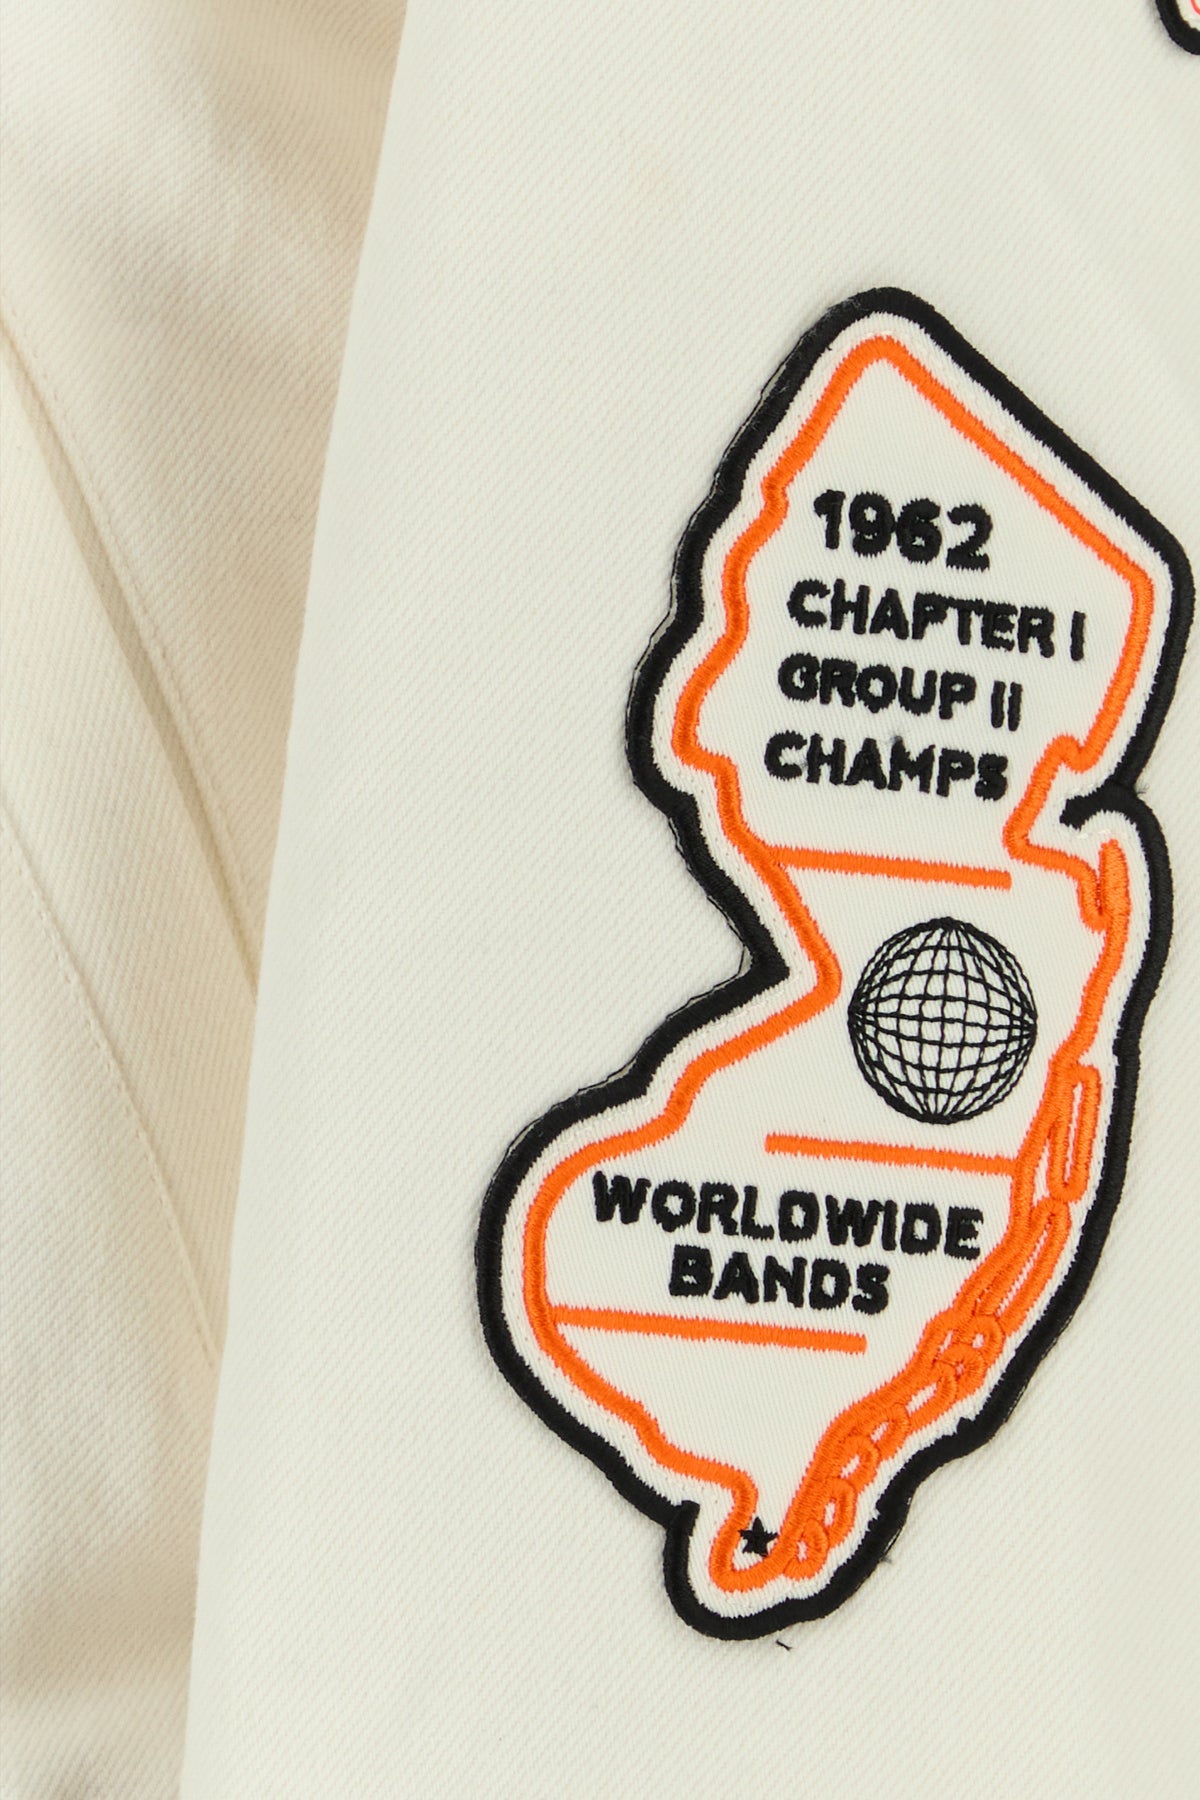 1962
CHAPTER I
GROUP II
CHAMPS
WORLDWIDE
BANDS